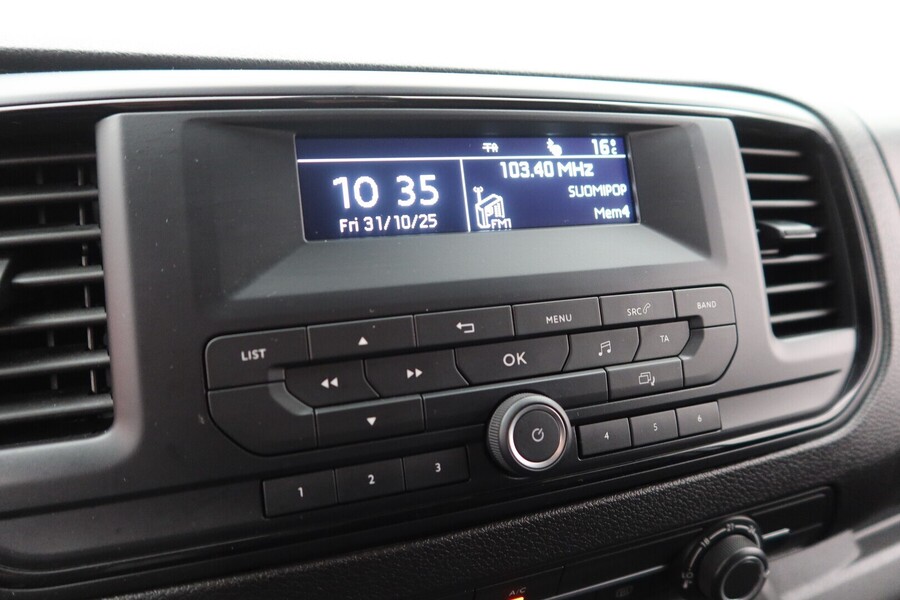 TA 16°C
10 35
Fri 31/10/25
103.40 MHz
SUOMIPOP
FM1 Mem4
LIST
MENU
SRC
BAND
OK
TA
1 2 3
4 5 6
A/C